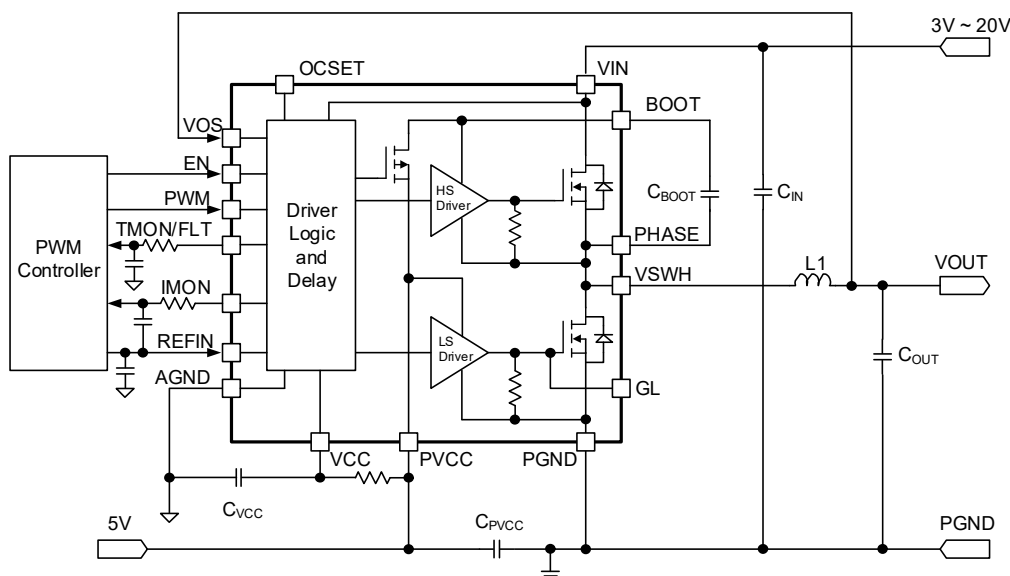 3V ~ 20V
OCSET
VIN
BOOT
VOS
EN
PWM
TMON/FLT
IMON
REFIN
AGND
PWM
Controller
Driver
Logic
and
Delay
HS
Driver
LS
Driver
CBOOT
CIN
PHASE
VSWH
L1
VOUT
COUT
GL
VCC
PVCC
PGND
CVCC
5V
CPVCC
PGND